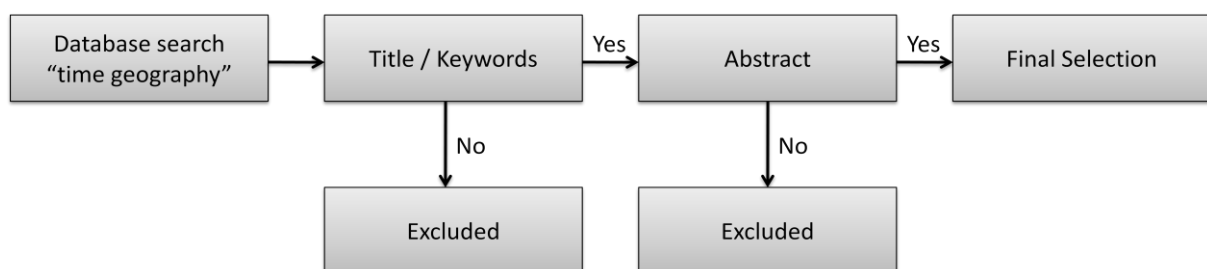 Database search
“time geography”
Title / Keywords
Yes
Abstract
Yes
Final Selection
No
No
Excluded
Excluded